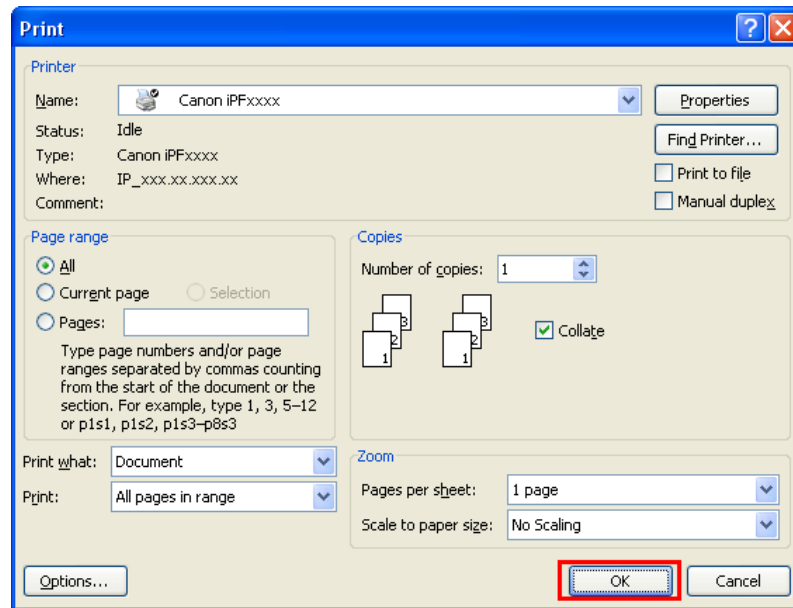 Print
Printer
Name: Canon iPFxxxx Properties
Status: Idle Find Printer...
Type: Canon iPFxxxx
Where: IP_xxx.xx.xxx.xx Print to file
Comment: Manual duplex
Page range
All
Current page Selection
Pages:
Type page numbers and/or page
ranges separated by commas counting
from the start of the document or the
section. For example, type 1, 3, 5–12
or p1s1, p1s2, p1s3–p8s3
Copies
Number of copies: 1
3 3
2 2
1 1
Collate
Print what: Document
Print: All pages in range
Zoom
Pages per sheet: 1 page
Scale to paper size: No Scaling
Options... OK Cancel